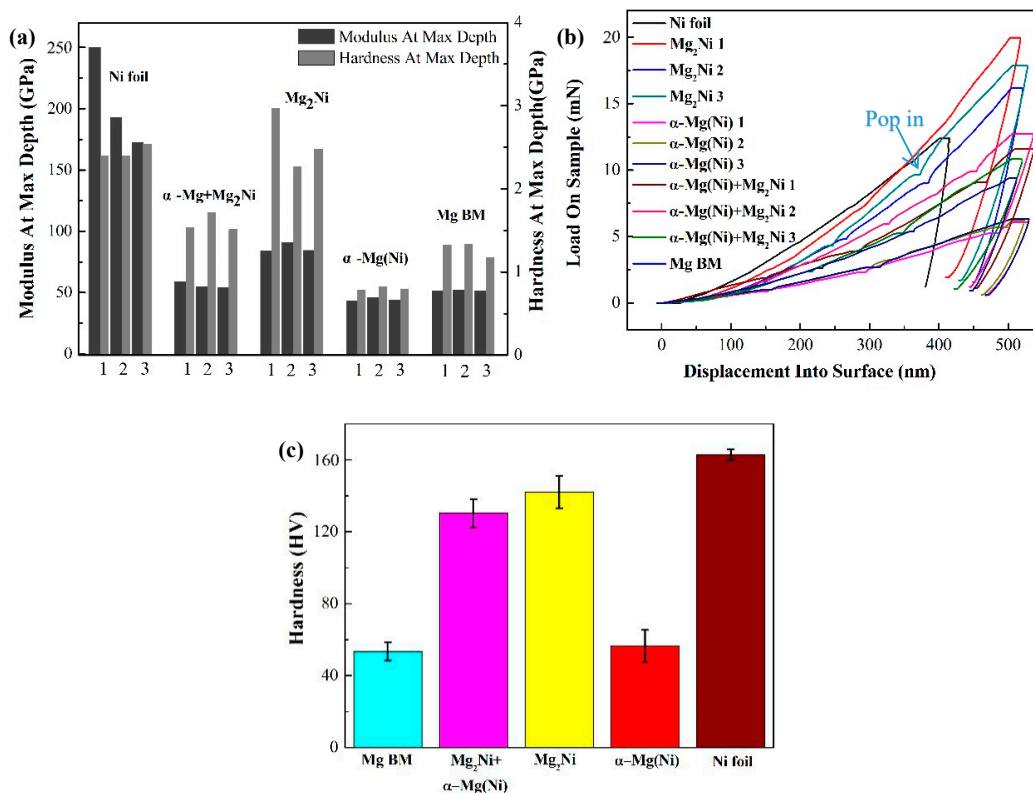 (a)
Modulus At Max Depth (GPa)
250
200
150
100
50
0
Modulus At Max Depth
Hardness At Max Depth
Ni foil
α -Mg+Mg₂Ni
Mg₂Ni
α -Mg(Ni)
Mg BM
1 2 3 1 2 3 1 2 3 1 2 3 1 2 3
4
3
2
1
0
Hardness At Max Depth(GPa)
(b)
Load On Sample (mN)
20
15
10
5
0
Ni foil
Mg₂Ni 1
Mg₂Ni 2
Mg₂Ni 3
α-Mg(Ni) 1
α-Mg(Ni) 2
α-Mg(Ni) 3
α-Mg(Ni)+Mg₂Ni 1
α-Mg(Ni)+Mg₂Ni 2
α-Mg(Ni)+Mg₂Ni 3
Mg BM
Pop in
0 100 200 300 400 500
Displacement Into Surface (nm)
(c)
Hardness (HV)
160
120
80
40
0
Mg BM
Mg₂Ni+
α-Mg(Ni)
Mg₂Ni
α-Mg(Ni)
Ni foil